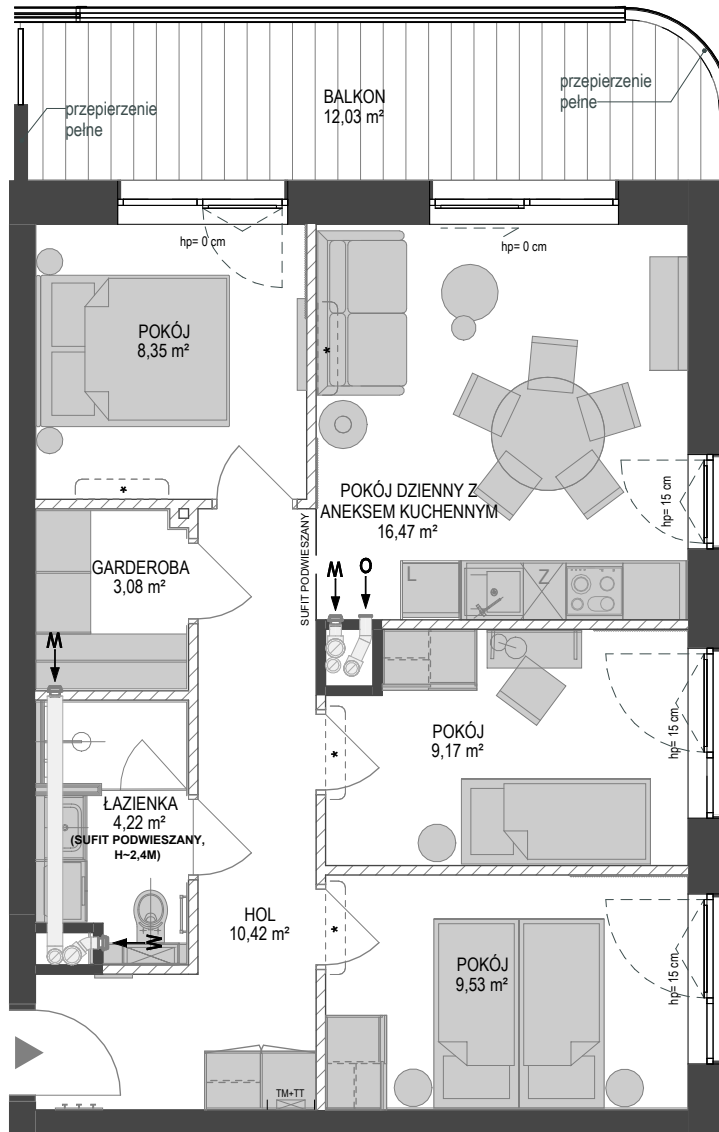 przepierzenie
pełne
BALKON
12,03 m²
przepierzenie
pełne
hp= 0 cm
hp= 0 cm
POKÓJ
8,35 m²
*
*
POKÓJ DZIENNY Z
ANEKSEM KUCHENNYM
16,47 m²
hp= 15 cm
SUFIT PODWIESZANY
GARDEROBA
3,08 m²
M
O
L
Z
M
POKÓJ
9,17 m²
hp= 15 cm
*
ŁAZIENKA
4,22 m²
(SUFIT PODWIESZANY,
H~2,4M)
HOL
10,42 m²
M
*
POKÓJ
9,53 m²
hp= 15 cm
TM+TT